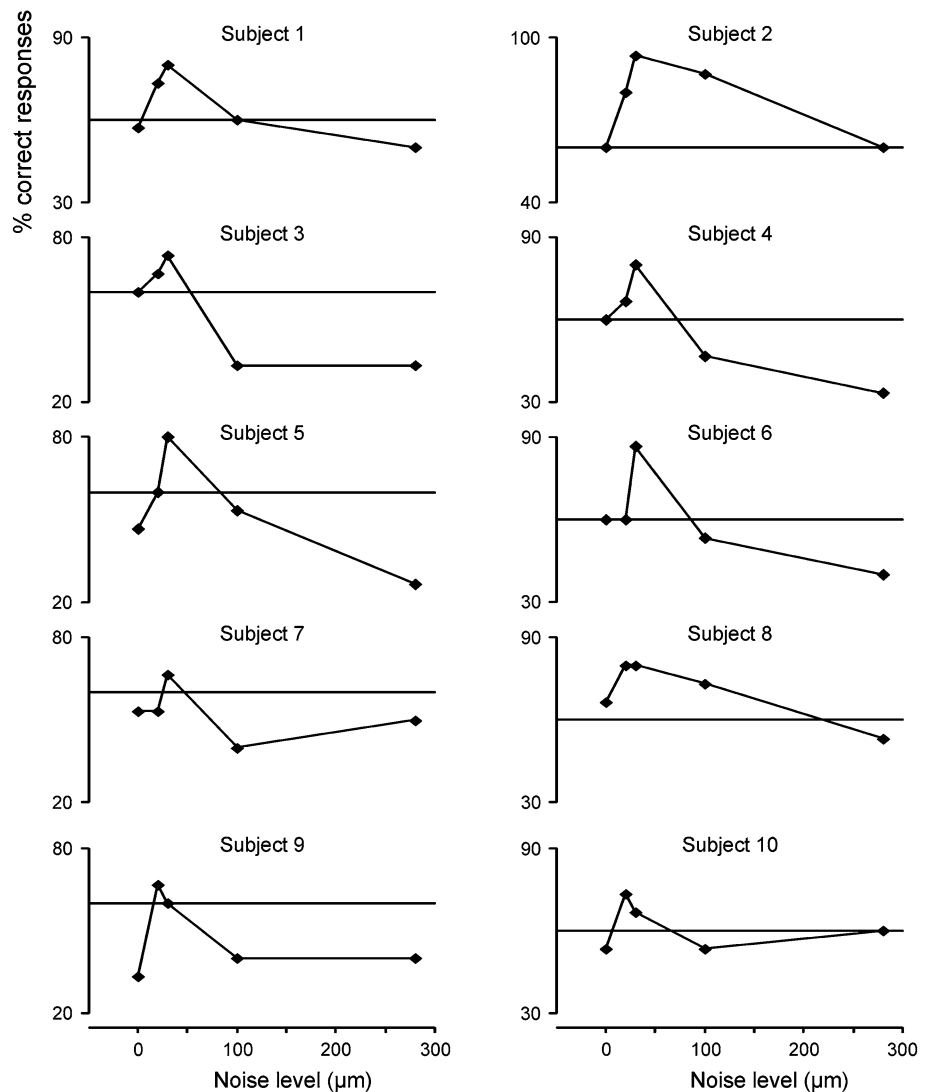 % correct responses
Subject 1
90
30
Subject 2
100
40
Subject 3
80
20
Subject 4
90
30
Subject 5
80
20
Subject 6
90
30
Subject 7
80
20
Subject 8
90
30
Subject 9
80
20
Subject 10
90
30
0 100 200 300
0 100 200 300
Noise level (µm)
Noise level (µm)